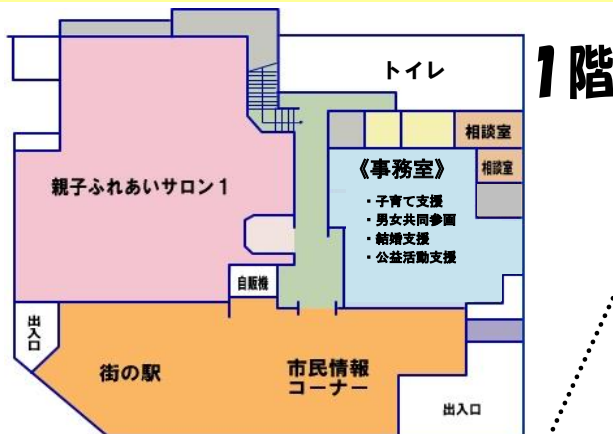 1階
トイレ
相談室
《事務室》
相談室
・子育て支援
・男女共同参画
・結婚支援
・公益活動支援
親子ふれあいサロン1
自販機
出入口
街の駅
市民情報
コーナー
出入口